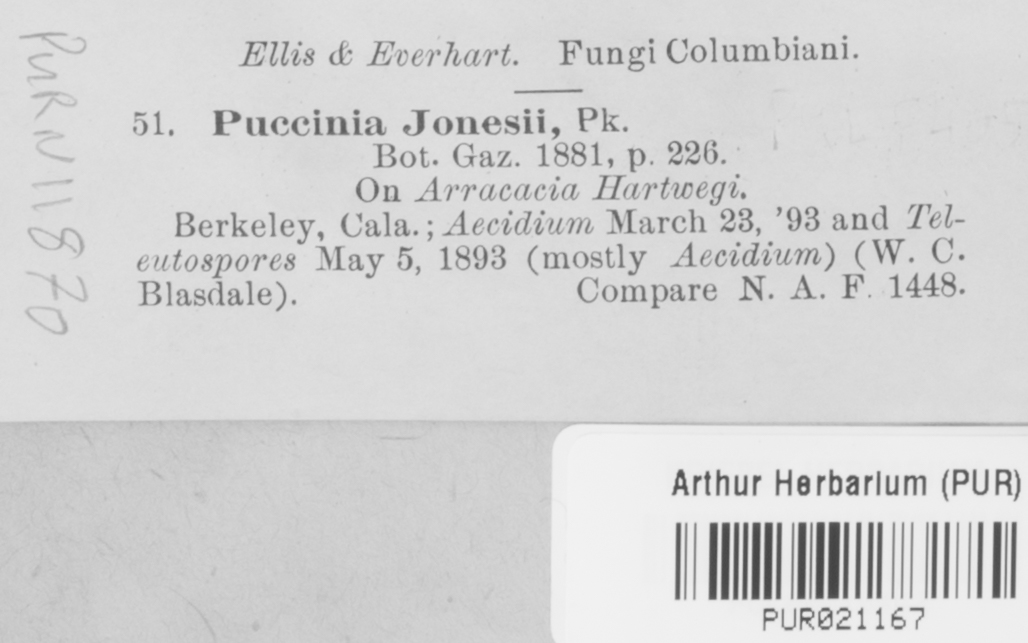 Ellis & Everhart. Fungi Columbiani.
51. Puccinia Jonesii, Pk.
Bot. Gaz. 1881, p. 226.
On Arracacia Hartwegi.
Berkeley, Cala.; Aecidium March 23, '93 and Tel-
eutospores May 5, 1893 (mostly Aecidium) (W. C.
Blasdale). Compare N. A. F. 1448.
PUR N11870
Arthur Herbarium (PUR)
PUR021167